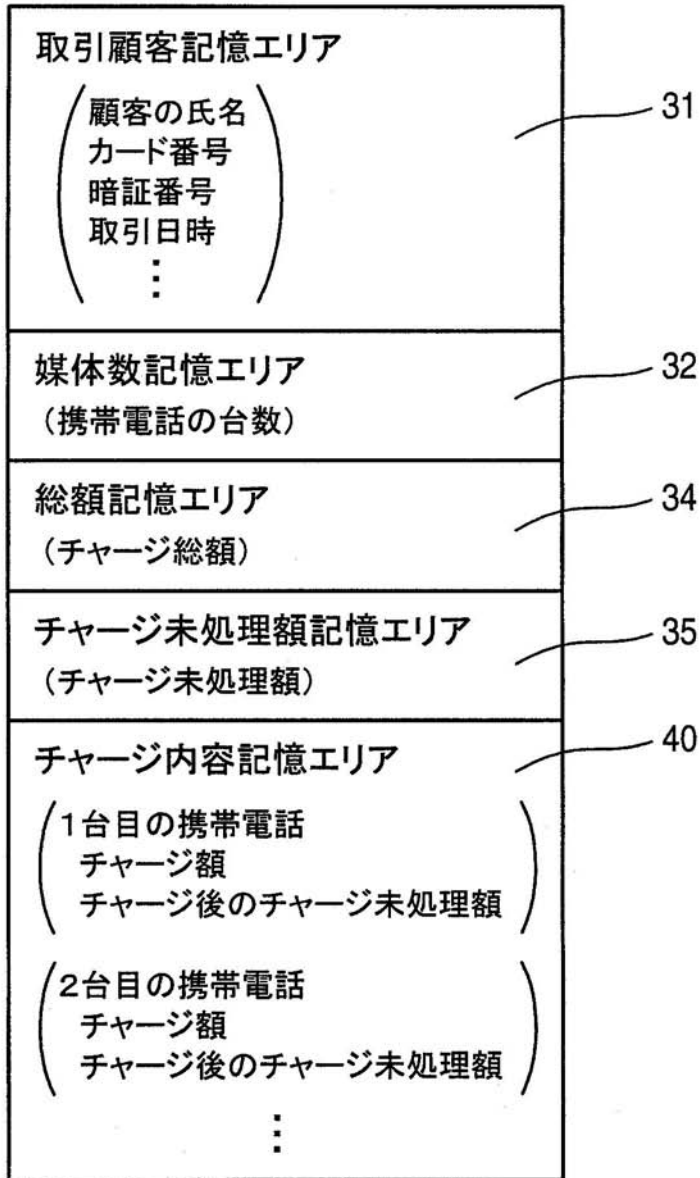 取引顧客記憶エリア
顧客の氏名
カード番号
暗証番号
取引日時
⋮
31
媒体数記憶エリア
(携帯電話の台数)
32
総額記憶エリア
(チャージ総額)
34
チャージ未処理額記憶エリア
(チャージ未処理額)
35
チャージ内容記憶エリア
40
1台目の携帯電話
チャージ額
チャージ後のチャージ未処理額
2台目の携帯電話
チャージ額
チャージ後のチャージ未処理額
⋮